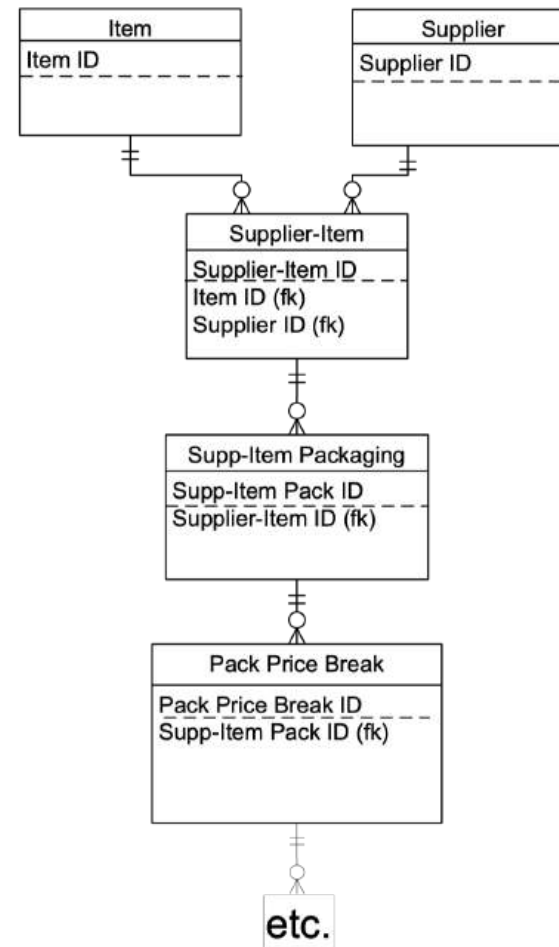 Item
Item ID
Supplier
Supplier ID
Supplier-Item
Supplier-Item ID
Item ID (fk)
Supplier ID (fk)
Supp-Item Packaging
Supp-Item Pack ID
Supplier-Item ID (fk)
Pack Price Break
Pack Price Break ID
Supp-Item Pack ID (fk)
etc.